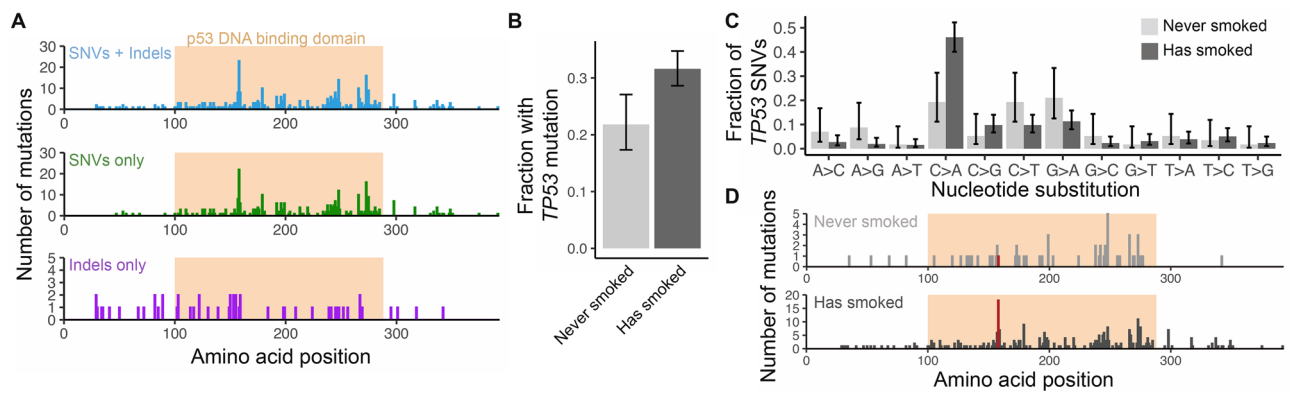 A
p53 DNA binding domain
SNVs + Indels
30
20
10
0
0 100 200 300
SNVs only
30
20
10
0
0 100 200 300
Indels only
5
4
3
2
1
0
0 100 200 300
Number of mutations
Amino acid position
B
Fraction with
TP53 mutation
0.3
0.2
0.1
0.0
Never smoked
Has smoked
C
Fraction of
TP53 SNVs
0.5
0.4
0.3
0.2
0.1
0.0
Never smoked
Has smoked
A>C A>G A>T C>A C>G C>T G>A G>C G>T T>A T>C T>G
Nucleotide substitution
D
Number of mutations
Never smoked
5
4
3
2
1
0
0 100 200 300
Has smoked
20
15
10
5
0
0 100 200 300
Amino acid position